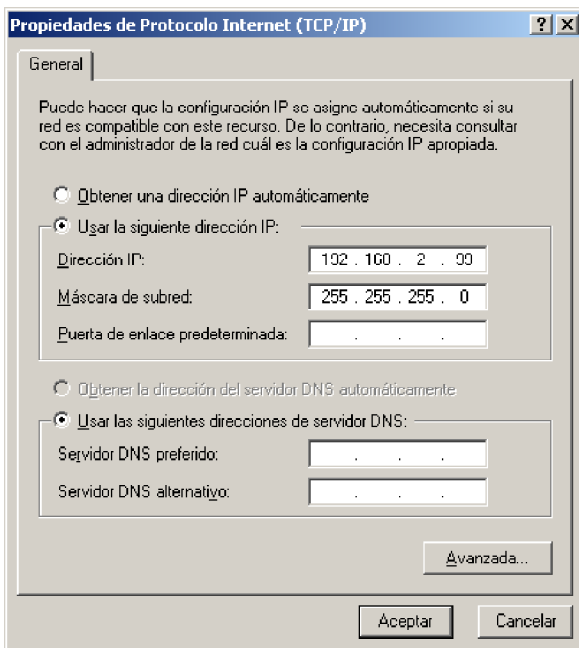 Propiedades de Protocolo Internet (TCP/IP)
General
Puede hacer que la configuración IP se asigne automáticamente si su
red es compatible con este recurso. De lo contrario, necesita consultar
con el administrador de la red cuál es la configuración IP apropiada.
Obtener una dirección IP automáticamente
Usar la siguiente dirección IP:
Dirección IP: 192 . 168 . 2 . 99
Máscara de subred: 255 . 255 . 255 . 0
Puerta de enlace predeterminada: . . .
Obtener la dirección del servidor DNS automáticamente
Usar las siguientes direcciones de servidor DNS:
Servidor DNS preferido: . . .
Servidor DNS alternativo: . . .
Avanzada...
Aceptar Cancelar